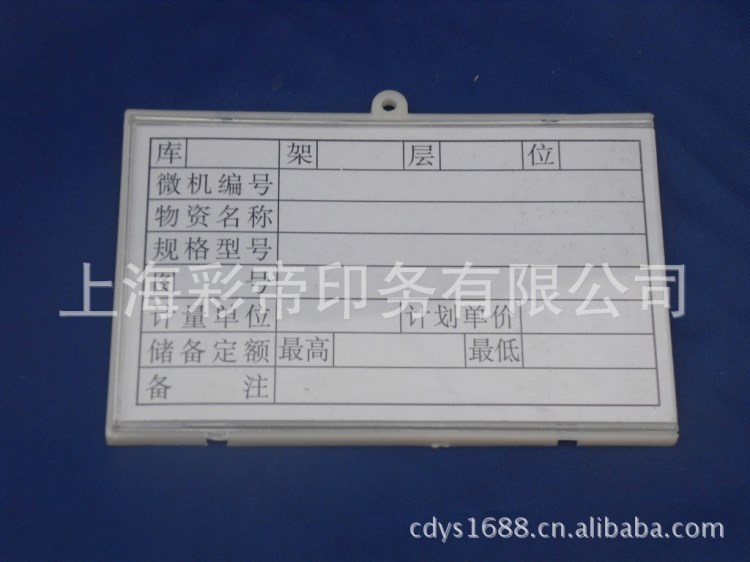 库 架 层 位
微机编号
物资名称
规格型号
图 号
上海彩帝印务有限公司
计量单位 计划单价
储备定额 最高 最低
备 注
cdys1688.cn.alibaba.com